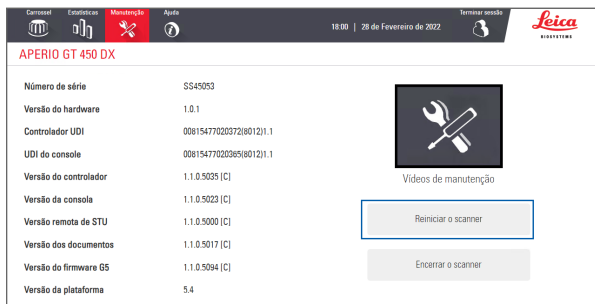 Carrossel Estatísticas Manutenção Ajuda Terminar sessão
18:00 | 28 de Fevereiro de 2022
Leica
BIOSYSTEMS
APERIO GT 450 DX
Número de série SS45053
Versão do hardware 1.0.1
Controlador UDI 00815477020372(8012)1.1
UDI do console 00815477020365(8012)1.1
Versão do controlador 1.1.0.5035 [C]
Versão da consola 1.1.0.5023 [C]
Versão remota de STU 1.1.0.5000 [C]
Versão dos documentos 1.1.0.5017 [C]
Versão do firmware G5 1.1.0.5094 [C]
Versão da plataforma 5.4
Vídeos de manutenção
Reiniciar o scanner
Encerrar o scanner